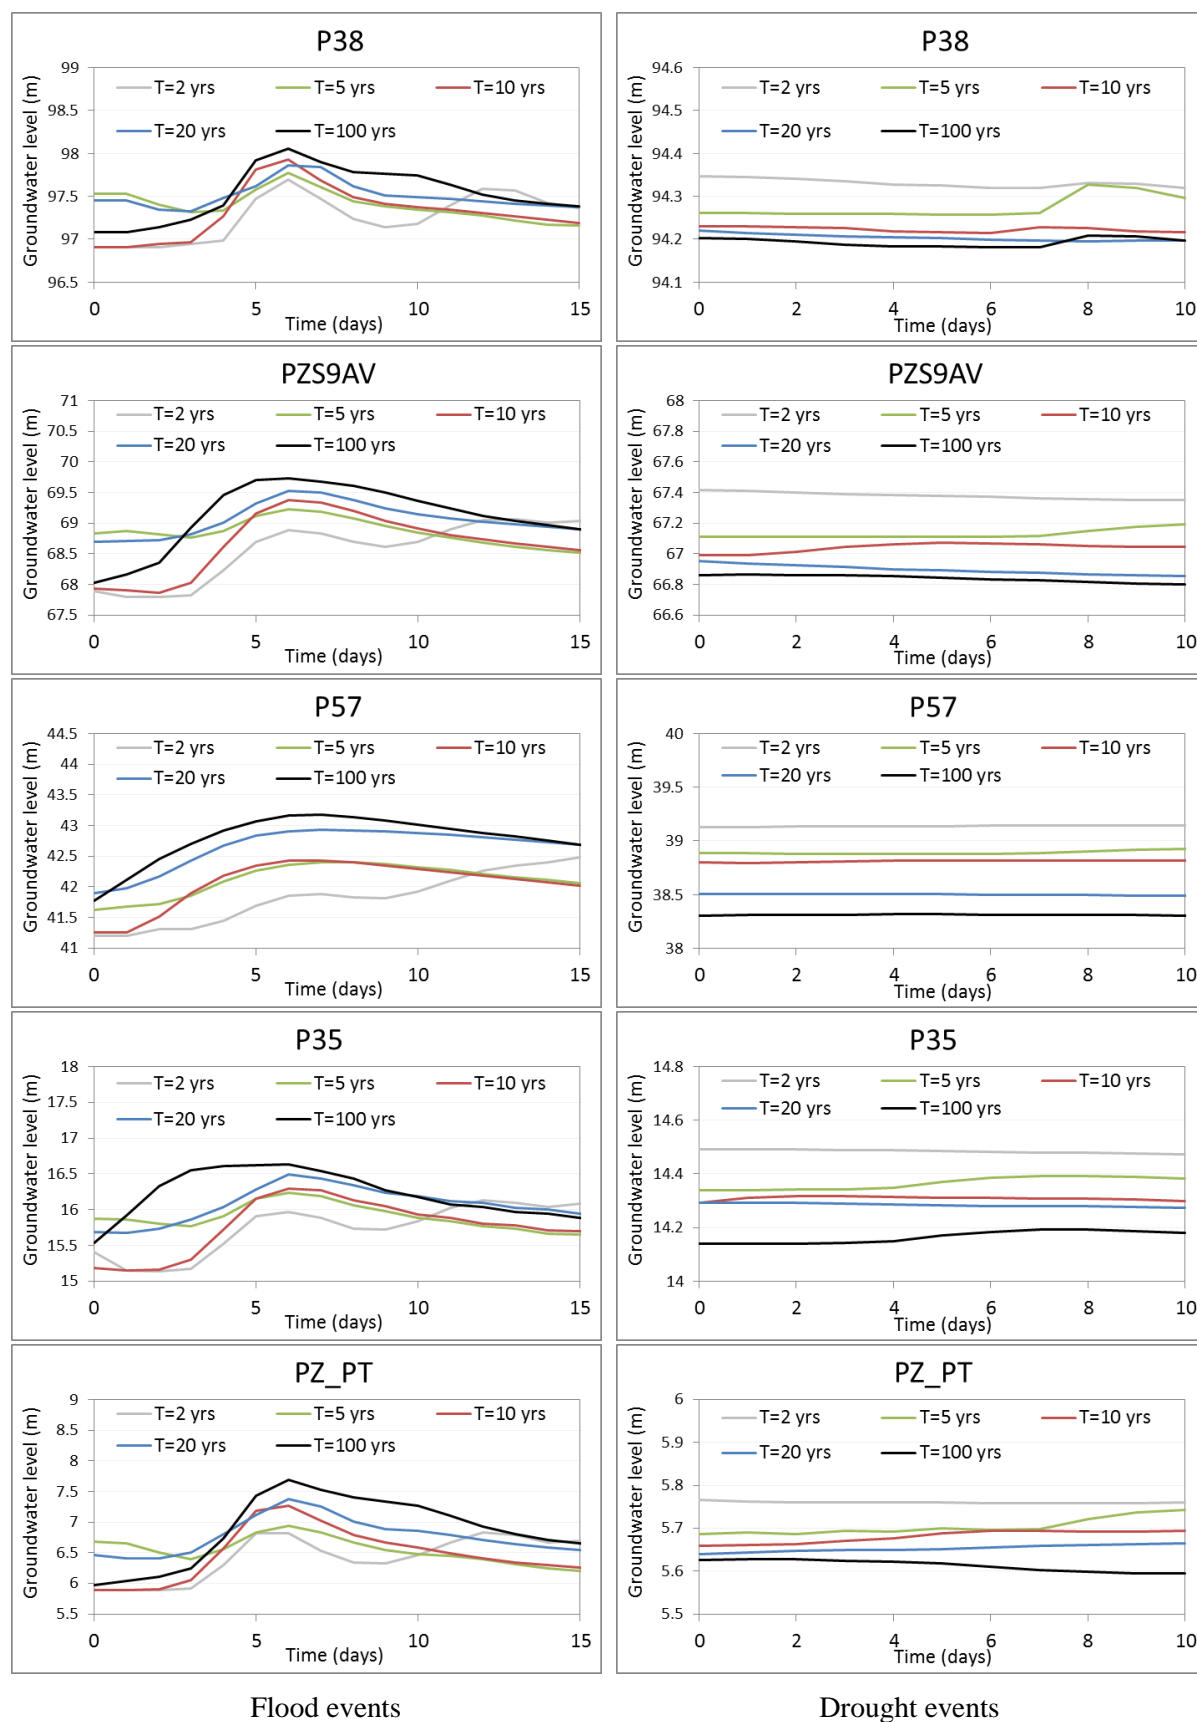 P38
Groundwater level (m)
T=2 yrs T=5 yrs T=10 yrs
T=20 yrs T=100 yrs
99
98.5
98
97.5
97
96.5
0 5 10 15
Time (days)
P38
Groundwater level (m)
T=2 yrs T=5 yrs T=10 yrs
T=20 yrs T=100 yrs
94.6
94.5
94.4
94.3
94.2
94.1
0 2 4 6 8 10
Time (days)
PZS9AV
Groundwater level (m)
T=2 yrs T=5 yrs T=10 yrs
T=20 yrs T=100 yrs
71
70.5
70
69.5
69
68.5
68
67.5
0 5 10 15
Time (days)
PZS9AV
Groundwater level (m)
T=2 yrs T=5 yrs T=10 yrs
T=20 yrs T=100 yrs
68
67.8
67.6
67.4
67.2
67
66.8
66.6
0 2 4 6 8 10
Time (days)
P57
Groundwater level (m)
T=2 yrs T=5 yrs T=10 yrs
T=20 yrs T=100 yrs
44.5
44
43.5
43
42.5
42
41.5
41
0 5 10 15
Time (days)
P57
Groundwater level (m)
T=2 yrs T=5 yrs T=10 yrs
T=20 yrs T=100 yrs
40
39.5
39
38.5
38
0 2 4 6 8 10
Time (days)
P35
Groundwater level (m)
T=2 yrs T=5 yrs T=10 yrs
T=20 yrs T=100 yrs
18
17.5
17
16.5
16
15.5
15
0 5 10 15
Time (days)
P35
Groundwater level (m)
T=2 yrs T=5 yrs T=10 yrs
T=20 yrs T=100 yrs
14.8
14.6
14.4
14.2
14
0 2 4 6 8 10
Time (days)
PZ_PT
Groundwater level (m)
T=2 yrs T=5 yrs T=10 yrs
T=20 yrs T=100 yrs
9
8.5
8
7.5
7
6.5
6
5.5
0 5 10 15
Time (days)
PZ_PT
Groundwater level (m)
T=2 yrs T=5 yrs T=10 yrs
T=20 yrs T=100 yrs
6
5.9
5.8
5.7
5.6
5.5
0 2 4 6 8 10
Time (days)
Flood events
Drought events